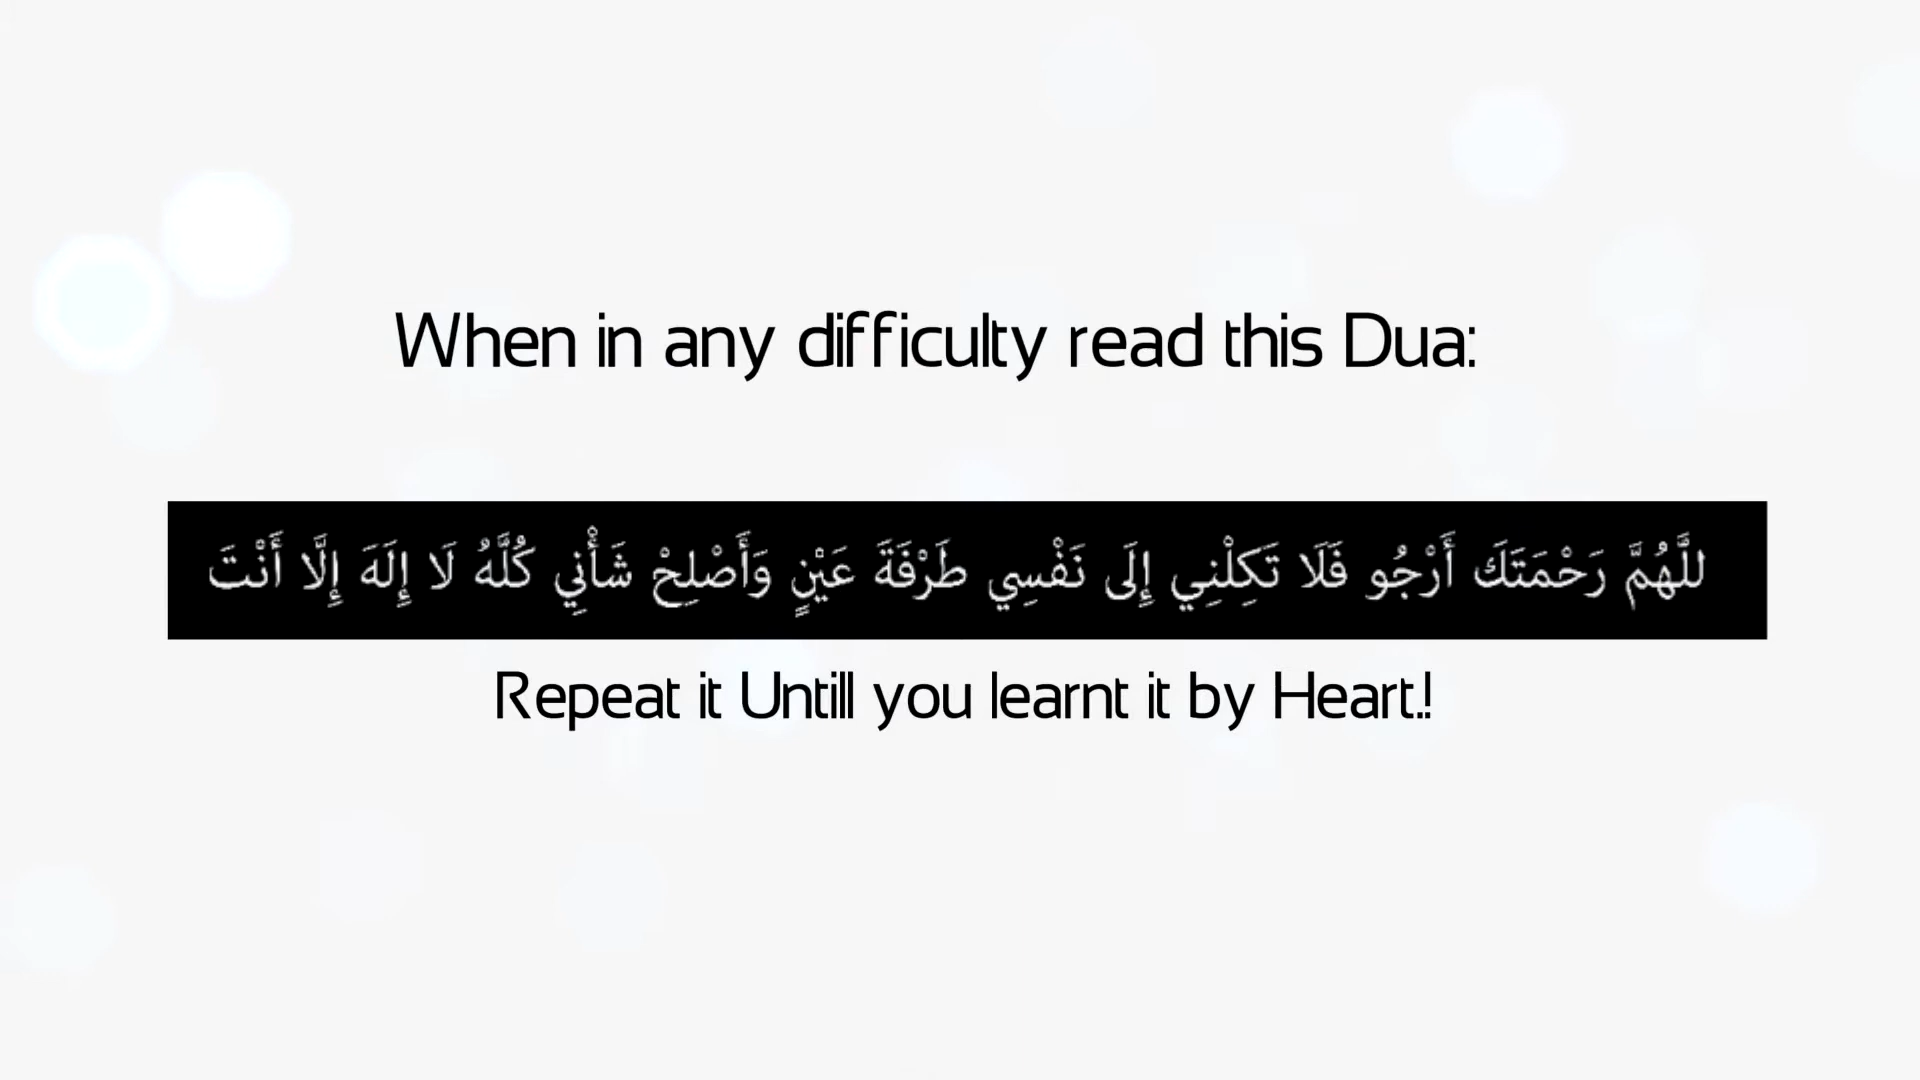 When in any difficulty read this Dua:
للَّهُمَّ رَحْمَتَكَ أَرْجُو فَلَا تَكِلْنِي إِلَى نَفْسِي طَرْفَةَ عَيْنٍ وَأَصْلِحْ شَأْنِي كُلَّهُ لَا إِلَهَ إِلَّا أَنْتَ
Repeat it Untill you learnt it by Heart.!